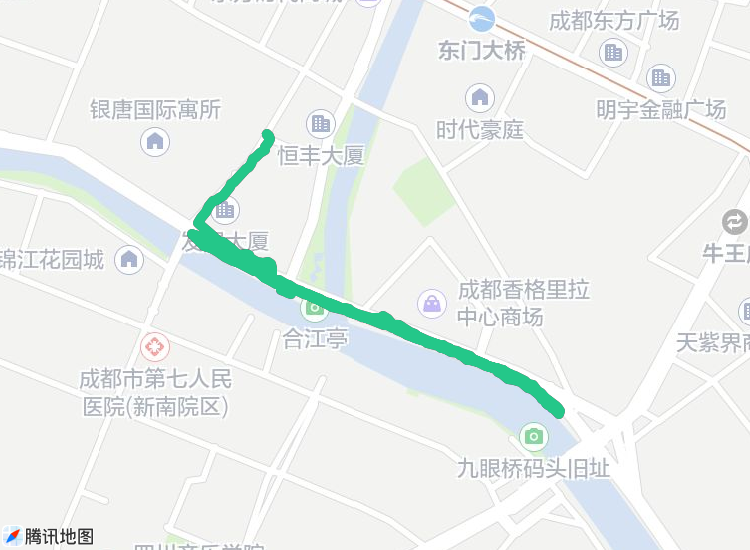 成都东方广场
东门大桥
银唐国际寓所
明宇金融广场
时代豪庭
恒丰大厦
大厦
锦江花园城
牛王庙
成都香格里拉
中心商场
合江亭
天紫界商
成都市第七人民
医院(新南院区)
九眼桥码头旧址
腾讯地图